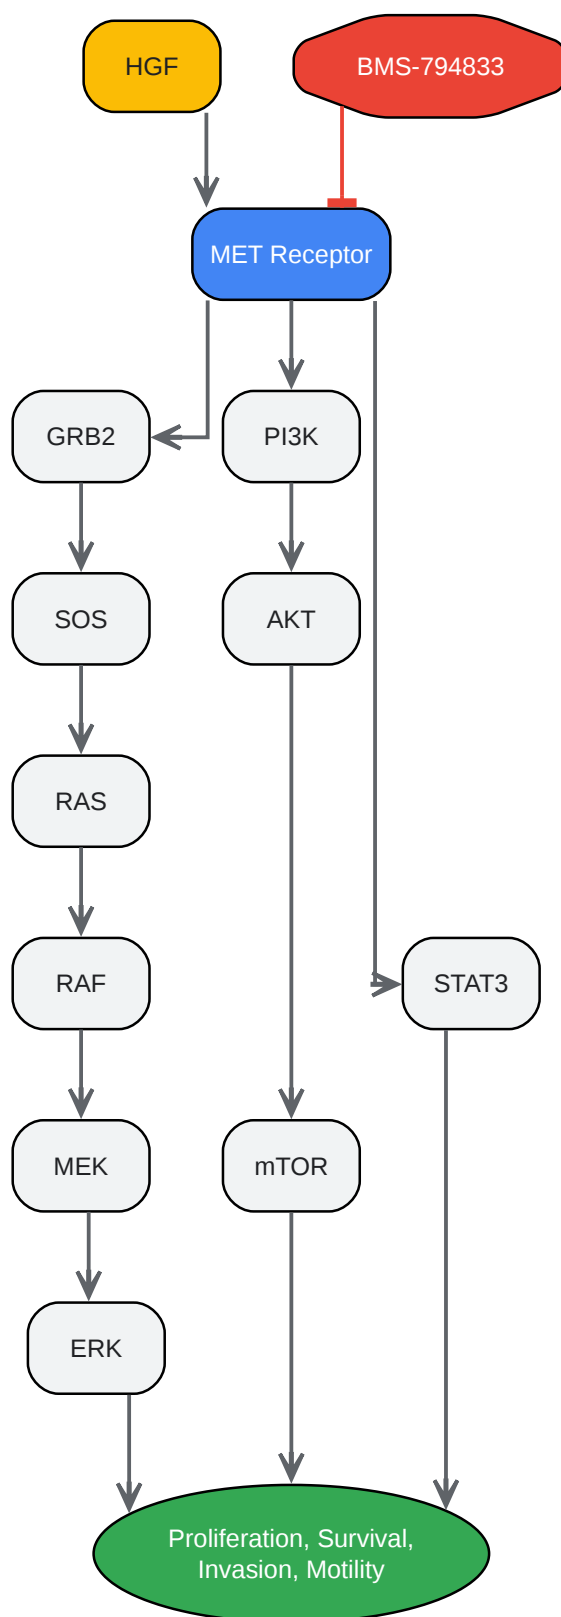 HGF
BMS-794833
MET Receptor
GRB2
PI3K
SOS
AKT
RAS
RAF
STAT3
MEK
mTOR
ERK
Proliferation, Survival,
Invasion, Motility